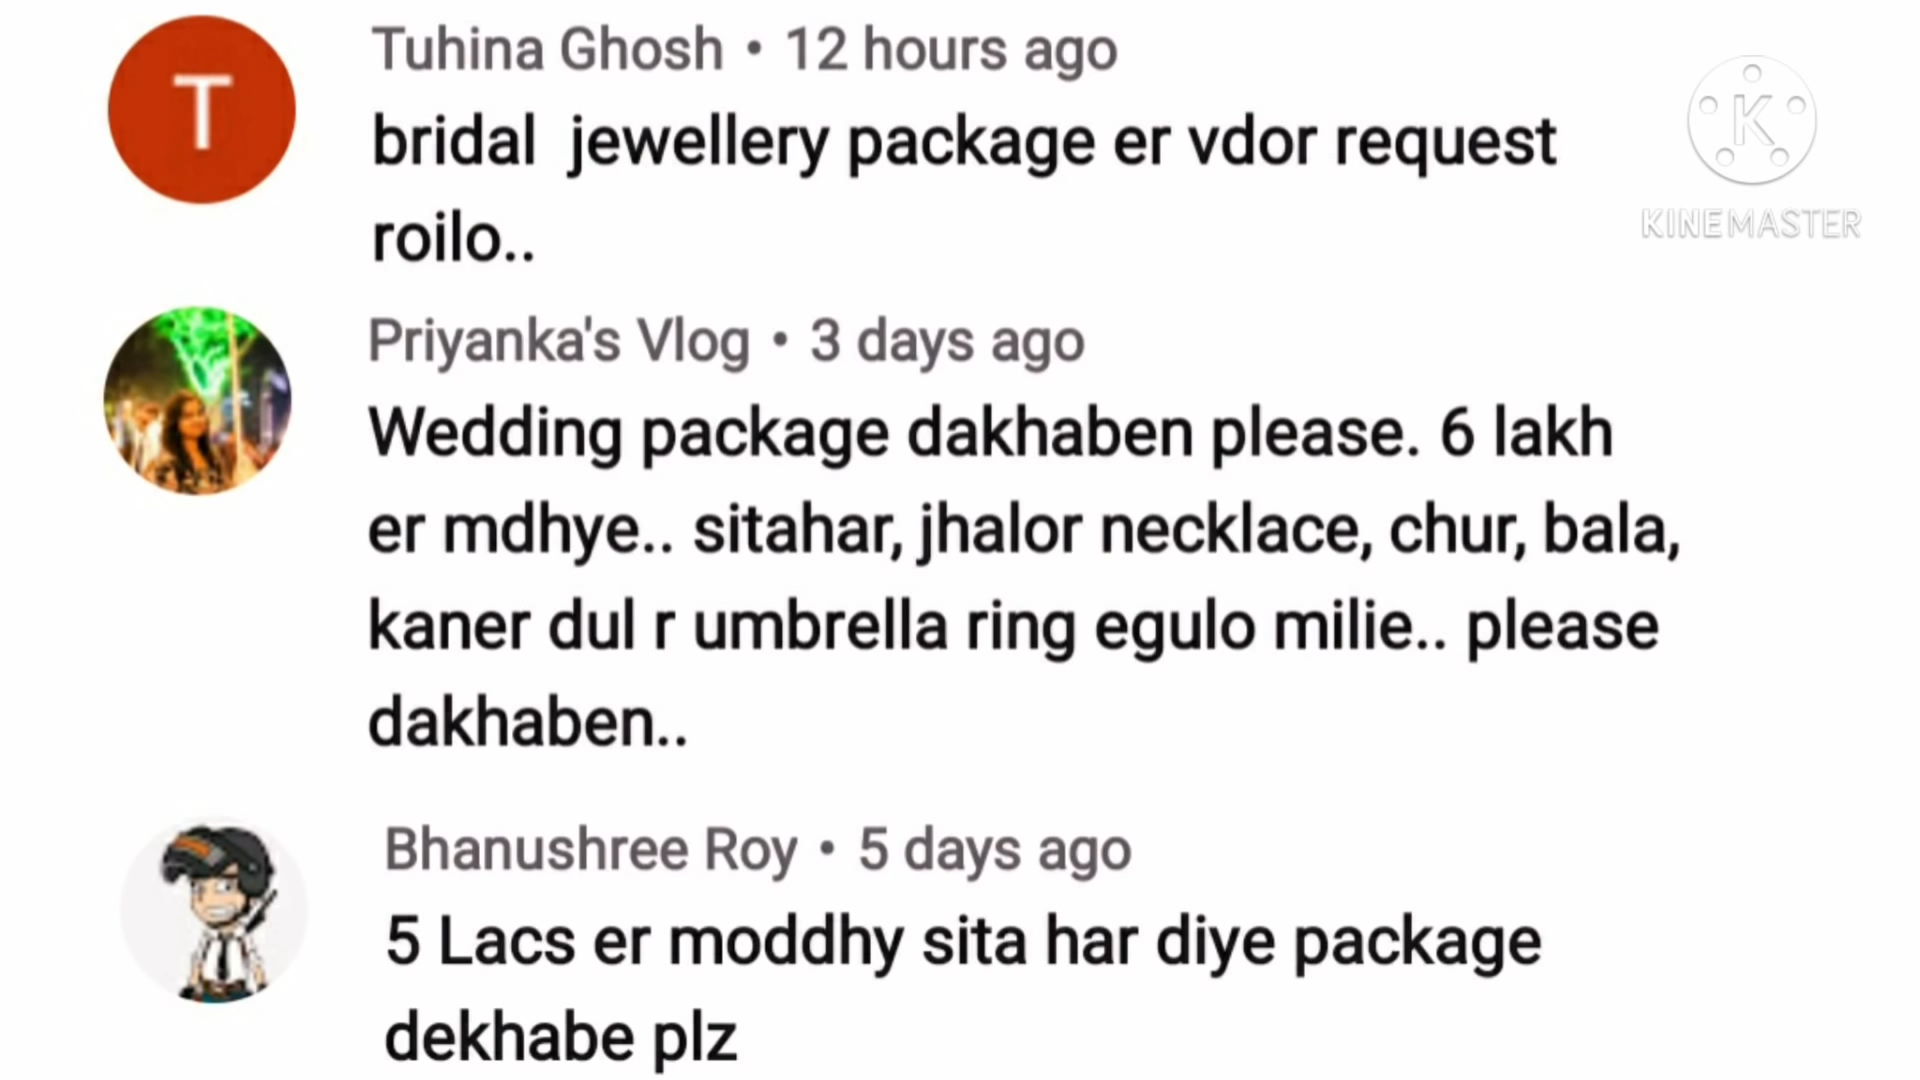 T
Tuhina Ghosh • 12 hours ago
bridal jewellery package er vdor request
roilo..
K
KINEMASTER
Priyanka's Vlog • 3 days ago
Wedding package dakhaben please. 6 lakh
er mdhye.. sitahar, jhalor necklace, chur, bala,
kaner dul r umbrella ring egulo milie.. please
dakhaben..
Bhanushree Roy • 5 days ago
5 Lacs er moddhy sita har diye package
dekhabe plz